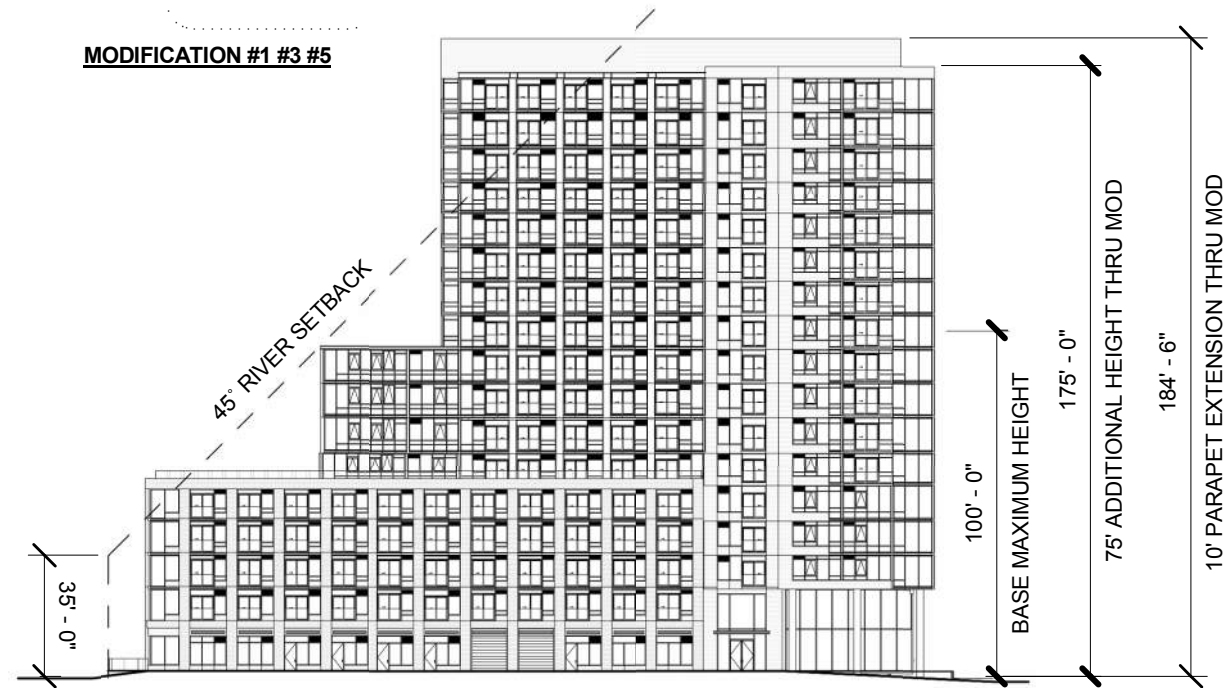 MODIFICATION #1 #3 #5
45° RIVER SETBACK
35' - 0"
100' - 0"
BASE MAXIMUM HEIGHT
175' - 0"
75' ADDITIONAL HEIGHT THRU MOD
184' - 6"
10' PARAPET EXTENSION THRU MOD